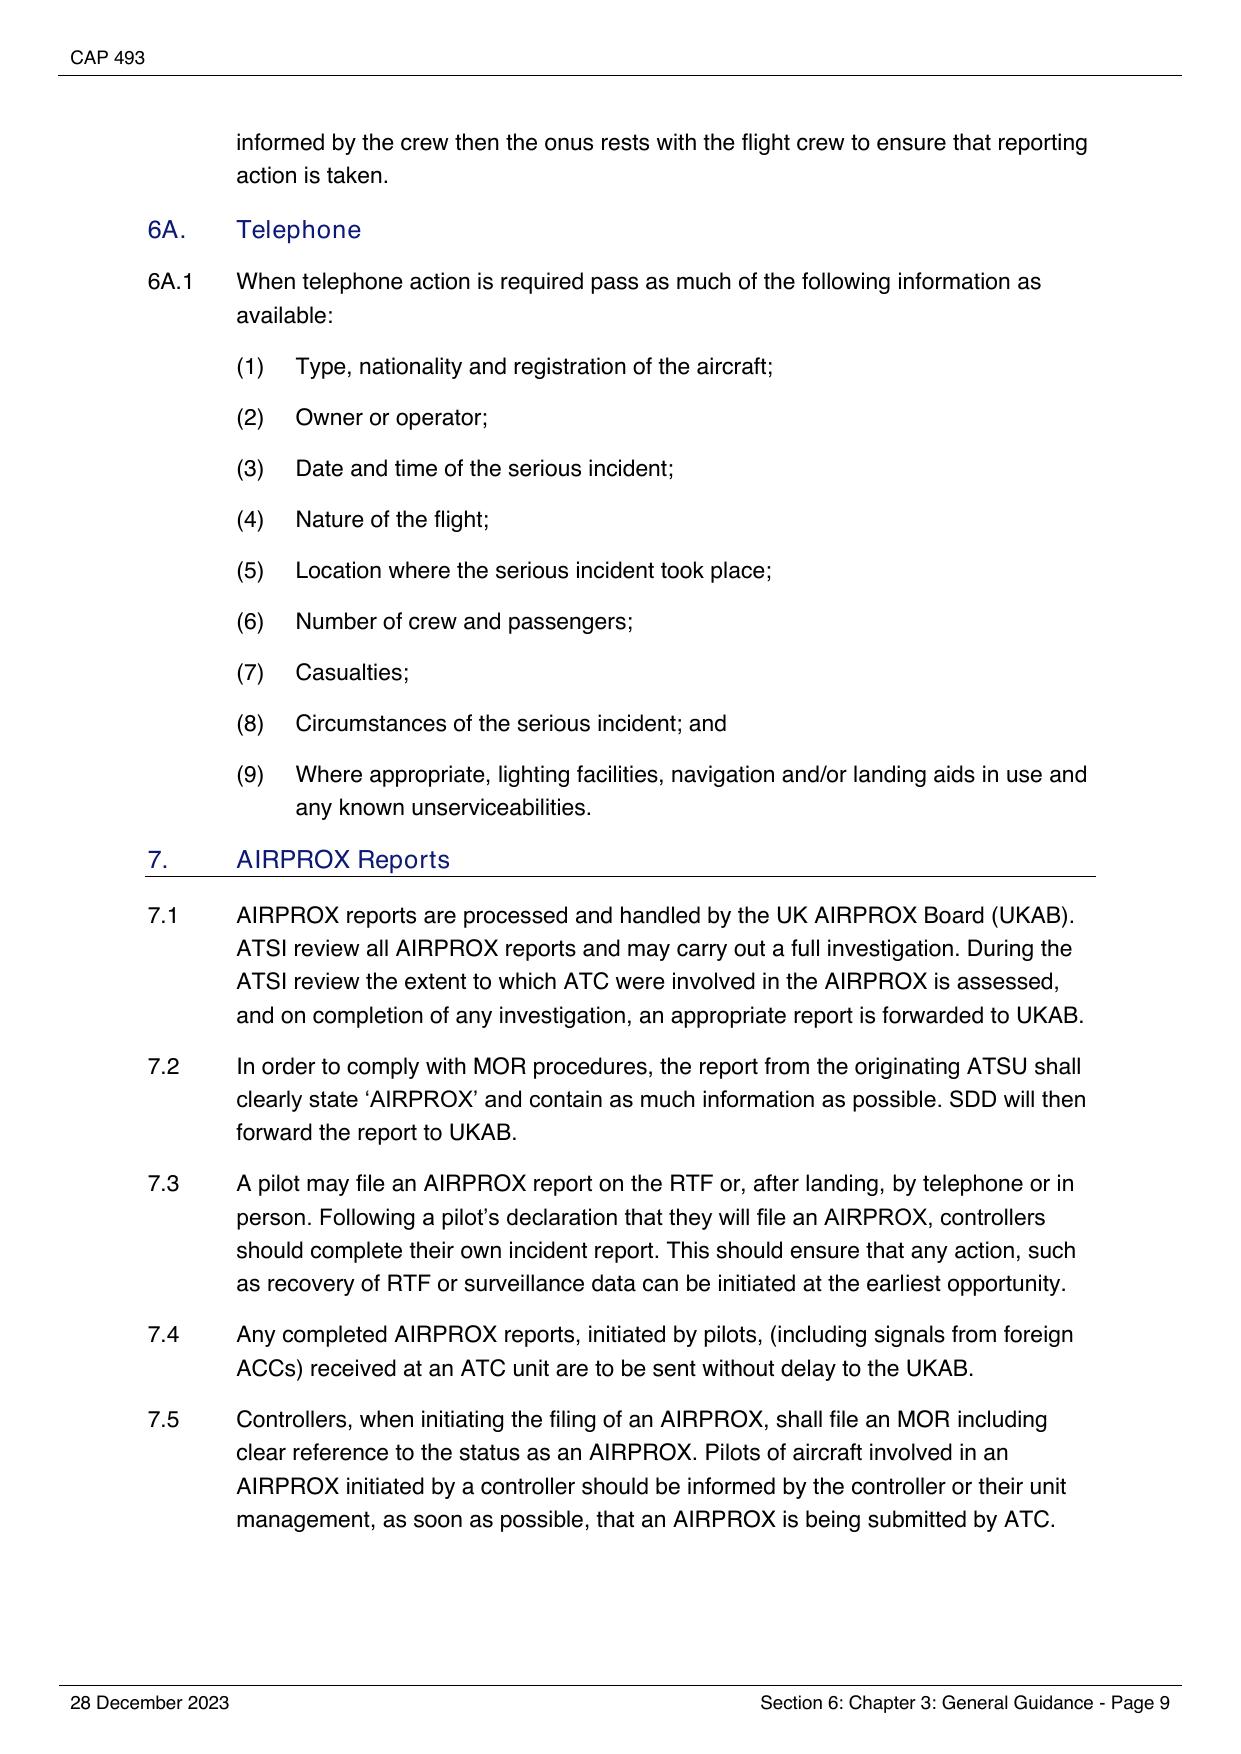 CAP 493
informed by the crew then the onus rests with the flight crew to ensure that reporting
action is taken.
6A. Telephone
6A.1 When telephone action is required pass as much of the following information as
available:
(1) Type, nationality and registration of the aircraft;
(2) Owner or operator;
(3) Date and time of the serious incident;
(4) Nature of the flight;
(5) Location where the serious incident took place;
(6) Number of crew and passengers;
(7) Casualties;
(8) Circumstances of the serious incident; and
(9) Where appropriate, lighting facilities, navigation and/or landing aids in use and
any known unserviceabilities.
7. AIRPROX Reports
7.1 AIRPROX reports are processed and handled by the UK AIRPROX Board (UKAB).
ATSI review all AIRPROX reports and may carry out a full investigation. During the
ATSI review the extent to which ATC were involved in the AIRPROX is assessed,
and on completion of any investigation, an appropriate report is forwarded to UKAB.
7.2 In order to comply with MOR procedures, the report from the originating ATSU shall
clearly state ‘AIRPROX’ and contain as much information as possible. SDD will then
forward the report to UKAB.
7.3 A pilot may file an AIRPROX report on the RTF or, after landing, by telephone or in
person. Following a pilot’s declaration that they will file an AIRPROX, controllers
should complete their own incident report. This should ensure that any action, such
as recovery of RTF or surveillance data can be initiated at the earliest opportunity.
7.4 Any completed AIRPROX reports, initiated by pilots, (including signals from foreign
ACCs) received at an ATC unit are to be sent without delay to the UKAB.
7.5 Controllers, when initiating the filing of an AIRPROX, shall file an MOR including
clear reference to the status as an AIRPROX. Pilots of aircraft involved in an
AIRPROX initiated by a controller should be informed by the controller or their unit
management, as soon as possible, that an AIRPROX is being submitted by ATC.
28 December 2023 Section 6: Chapter 3: General Guidance - Page 9